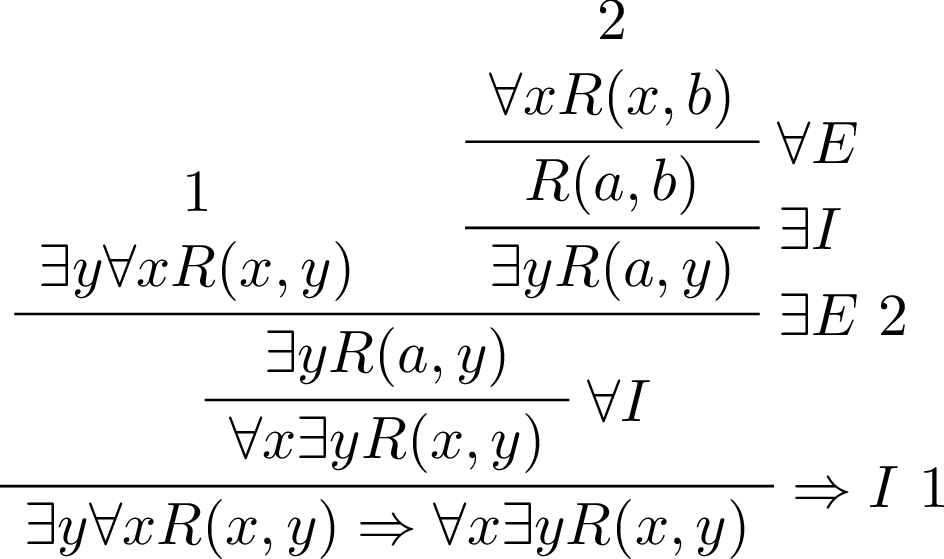 2
∀xR(x, b)
∀E
R(a, b)
1
∃I
∃y∀xR(x, y)
∃yR(a, y)
∃E 2
∃yR(a, y)
∀I
∀x∃yR(x, y)
⇒ I 1
∃y∀xR(x, y) ⇒ ∀x∃yR(x, y)